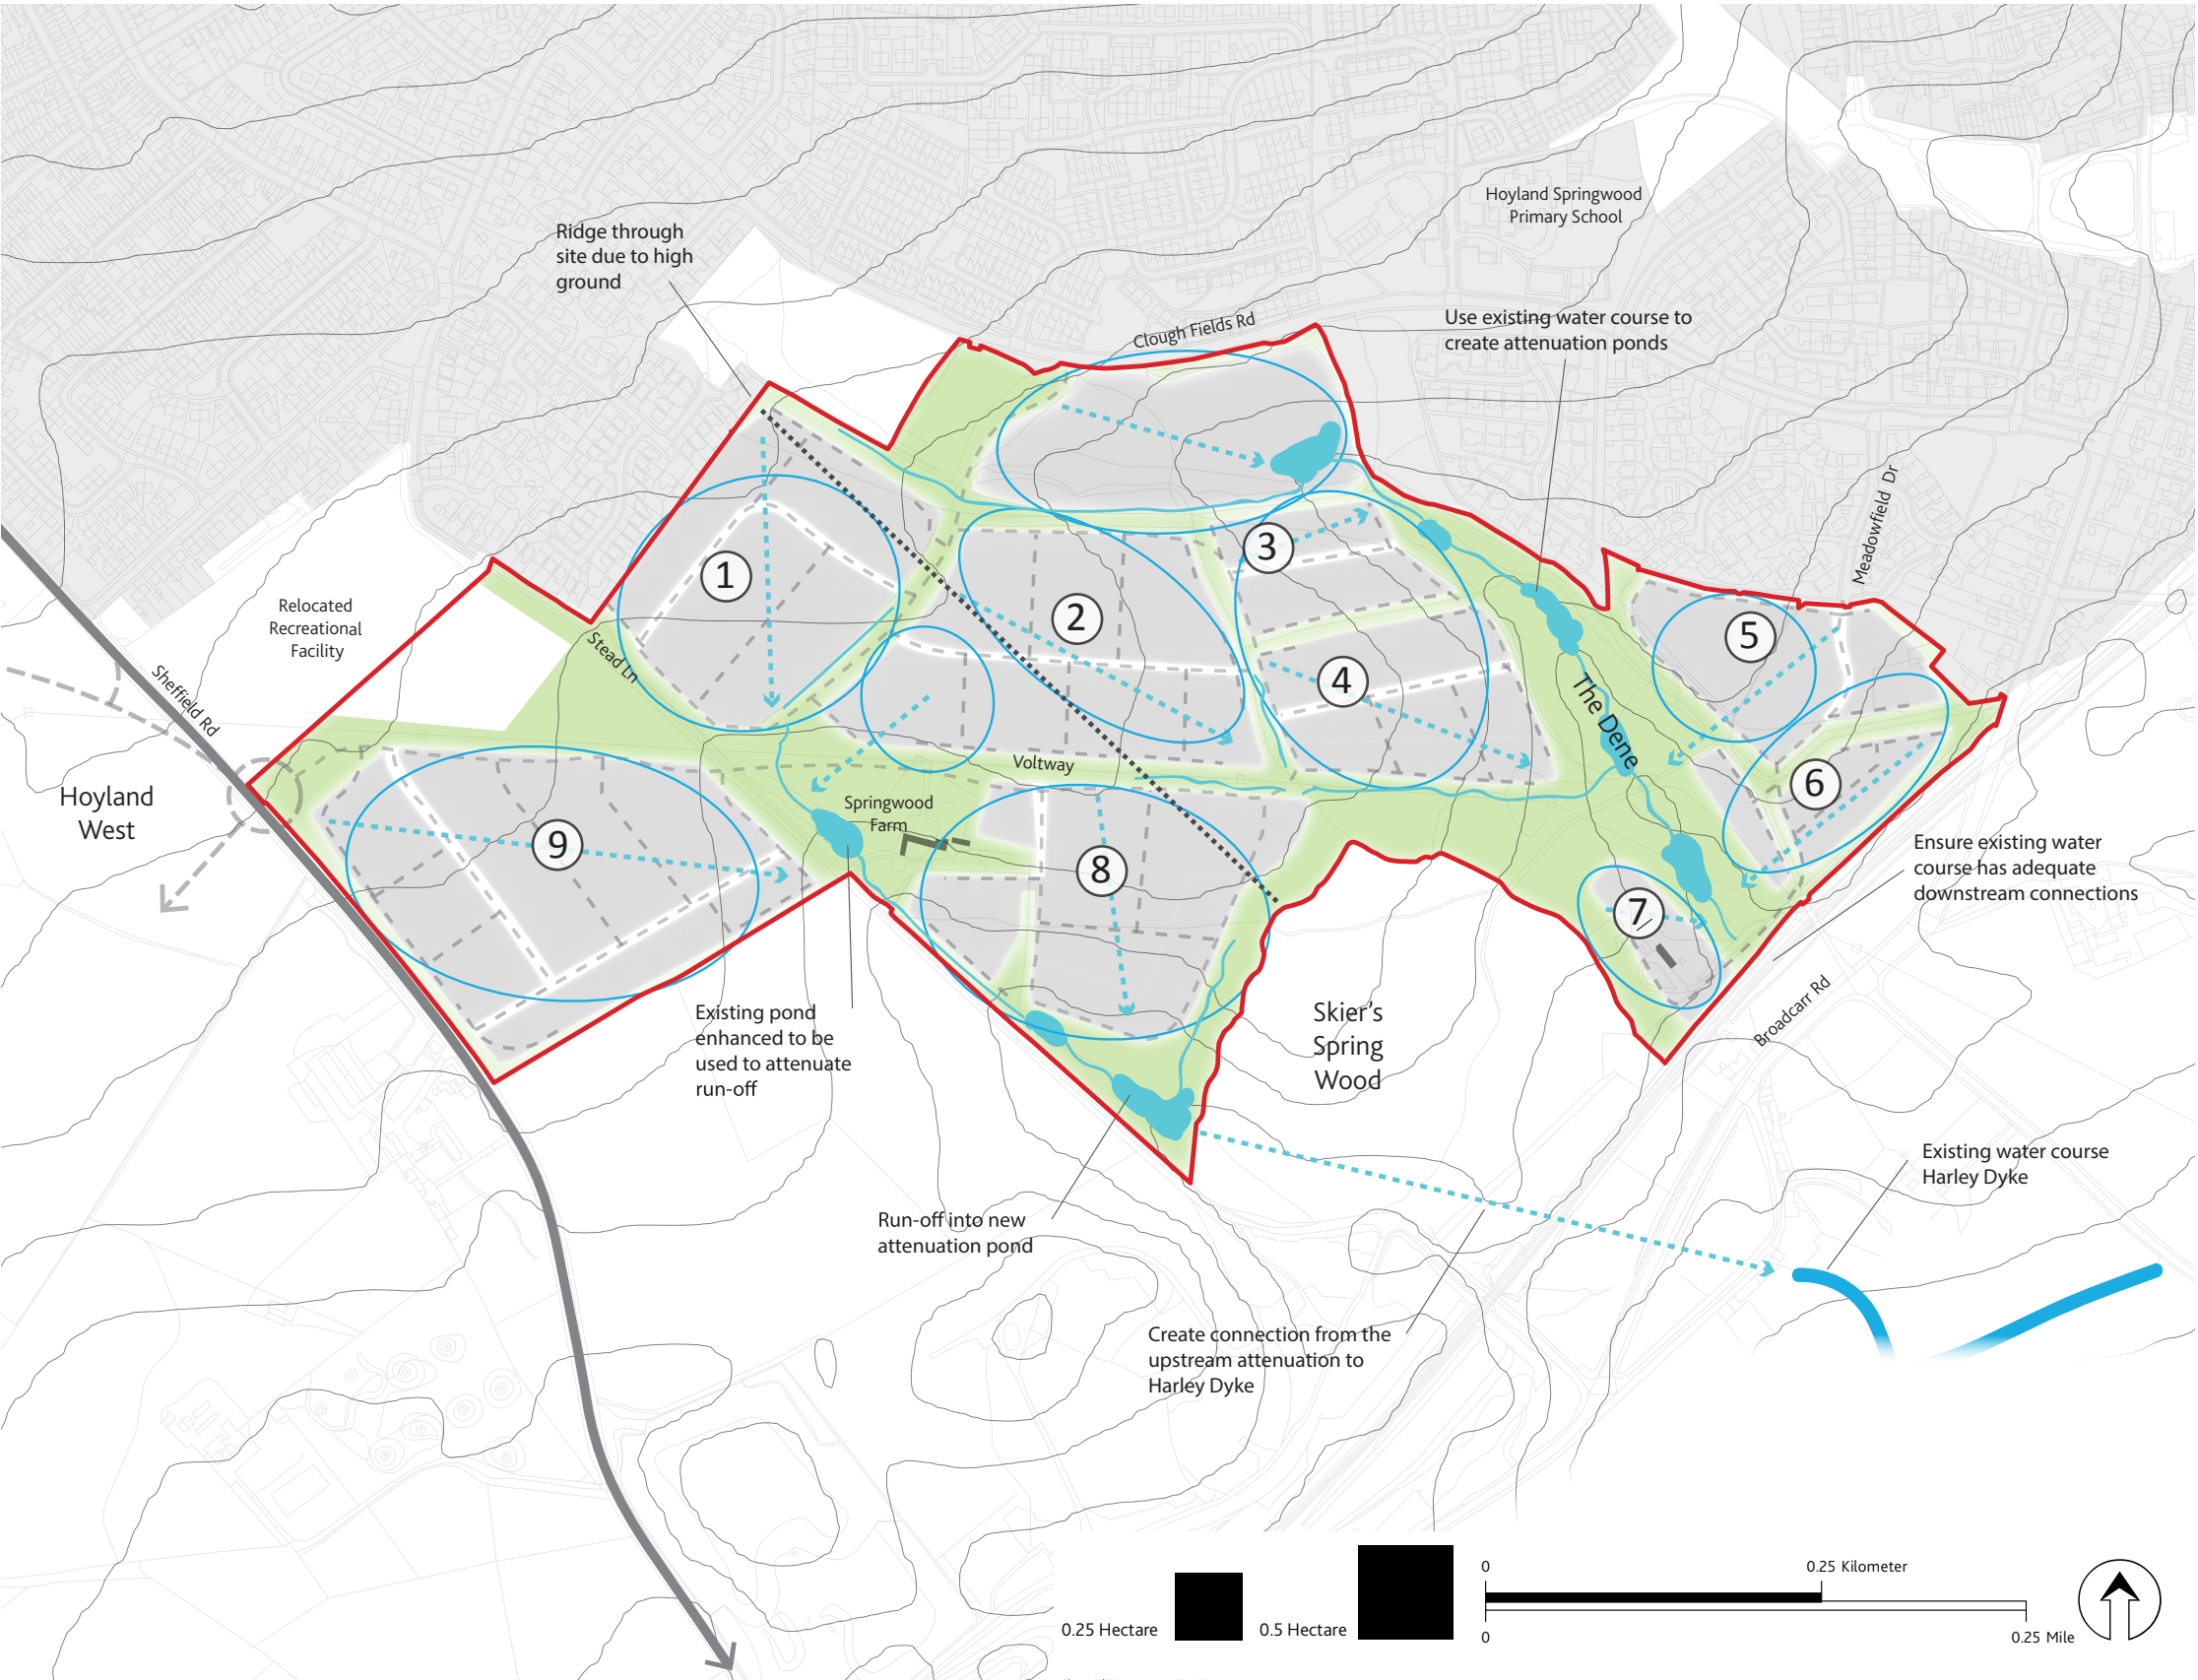 Hoyland Springwood
Primary School
Ridge through
site due to high
ground
Clough Fields Rd
Use existing water course to
create attenuation ponds
Meadowfield Dr
3
1
5
2
Relocated
Recreational
Facility
Stead Ln
4
Sheffield Rd
The Dene
Voltway
6
Hoyland
West
Springwood
Farm
9
8
7
Ensure existing water
course has adequate
downstream connections
Existing pond
enhanced to be
used to attenuate
run-off
Skier's
Spring
Wood
Broadcarr Rd
Existing water course
Harley Dyke
Run-off into new
attenuation pond
Create connection from the
upstream attenuation to
Harley Dyke
0
0.25 Kilometer
0.25 Hectare
0.5 Hectare
0
0.25 Mile